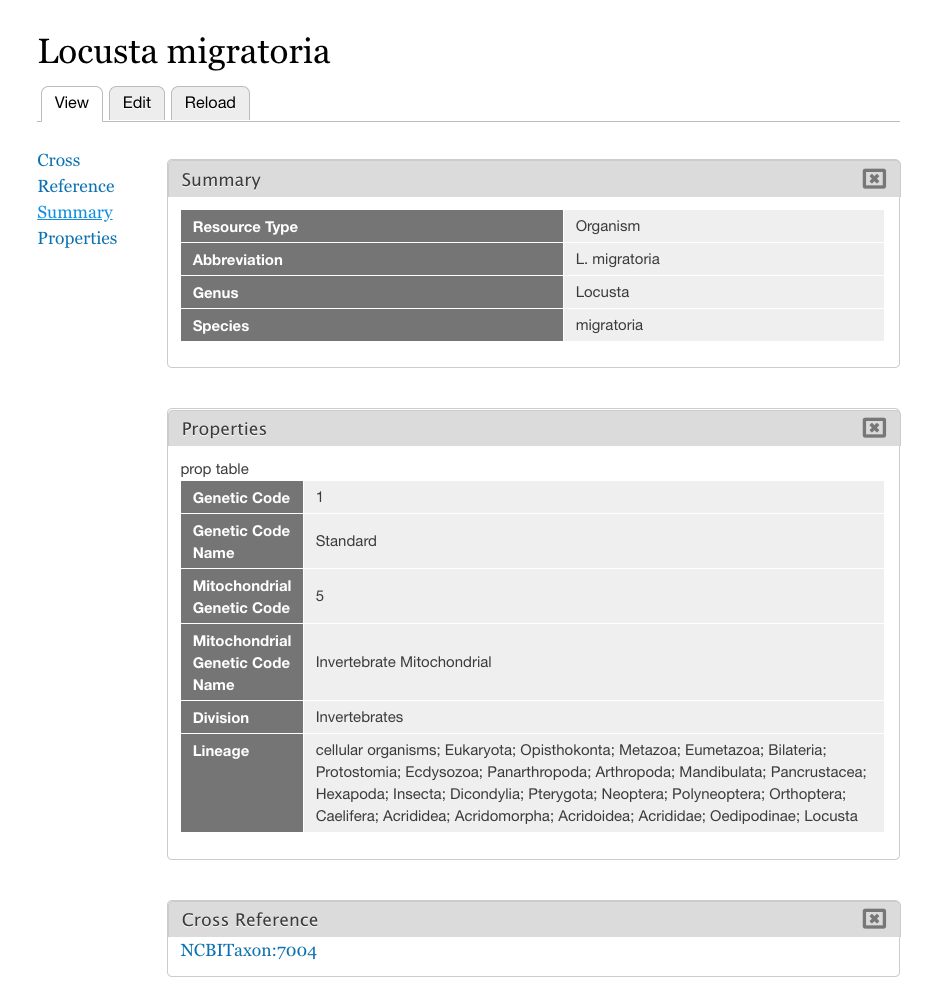 Locusta migratoria
View Edit Reload
Cross
Reference
Summary
Properties
Summary
Resource Type Organism
Abbreviation L. migratoria
Genus Locusta
Species migratoria
Properties
prop table
Genetic Code 1
Genetic Code
Name
Standard
Mitochondrial
Genetic Code
5
Mitochondrial
Genetic Code
Name
Invertebrate Mitochondrial
Division Invertebrates
Lineage cellular organisms; Eukaryota; Opisthokonta; Metazoa; Eumetazoa; Bilateria;
Protostomia; Ecdysozoa; Panarthropoda; Arthropoda; Mandibulata; Pancrustacea;
Hexapoda; Insecta; Dicondylia; Pterygota; Neoptera; Polyneoptera; Orthoptera;
Caelifera; Acrididea; Acridomorpha; Acridoidea; Acrididae; Oedipodinae; Locusta
Cross Reference
NCBITaxon:7004